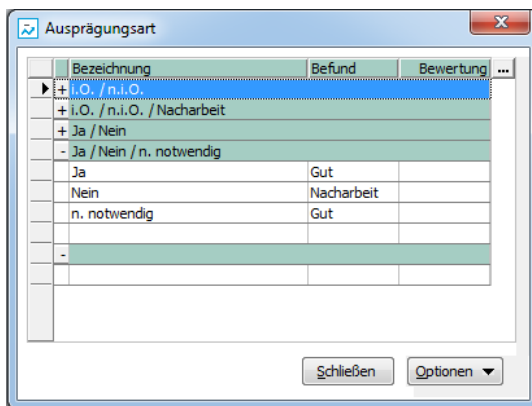 Ausprägungsart
Bezeichnung Befund Bewertung ...
+ i.O. / n.i.O.
+ i.O. / n.i.O. / Nacharbeit
+ Ja / Nein
- Ja / Nein / n. notwendig
Ja Gut
Nein Nacharbeit
n. notwendig Gut
-
Schließen Optionen